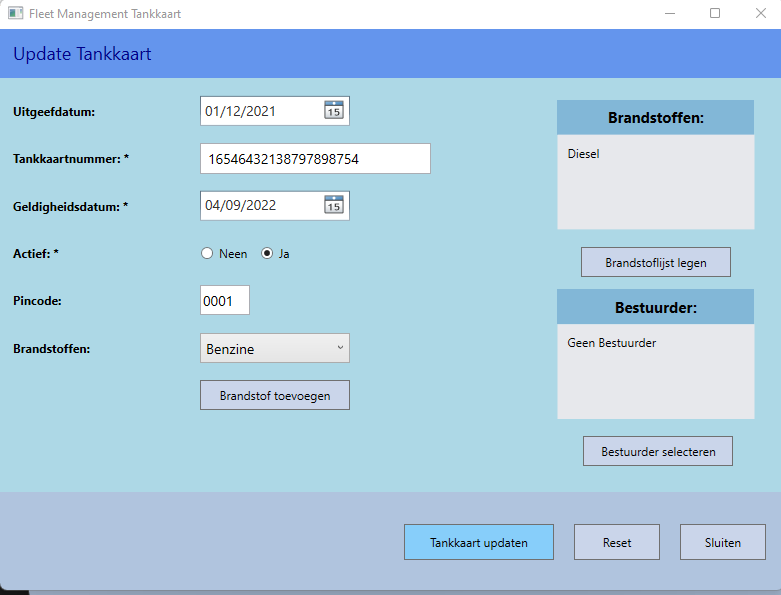 Fleet Management Tankkaart
Update Tankkaart
Uitgeefdatum:
01/12/2021
15
Tankkaartnummer: *
16546432138797898754
Geldigheidsdatum: *
04/09/2022
15
Actief: *
Neen
Ja
Pincode:
0001
Brandstoffen:
Benzine
Brandstof toevoegen
Brandstoffen:
Diesel
Brandstoflijst legen
Bestuurder:
Geen Bestuurder
Bestuurder selecteren
Tankkaart updaten
Reset
Sluiten